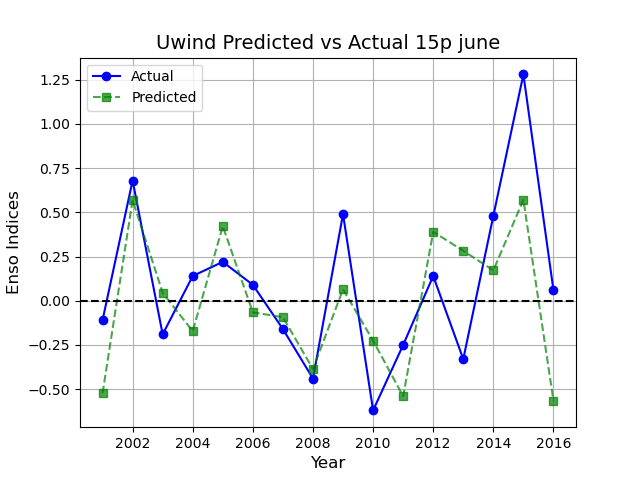 Uwind Predicted vs Actual 15p june
Actual
Predicted
1.25
1.00
0.75
0.50
0.25
0.00
−0.25
−0.50
Enso Indices
2002 2004 2006 2008 2010 2012 2014 2016
Year